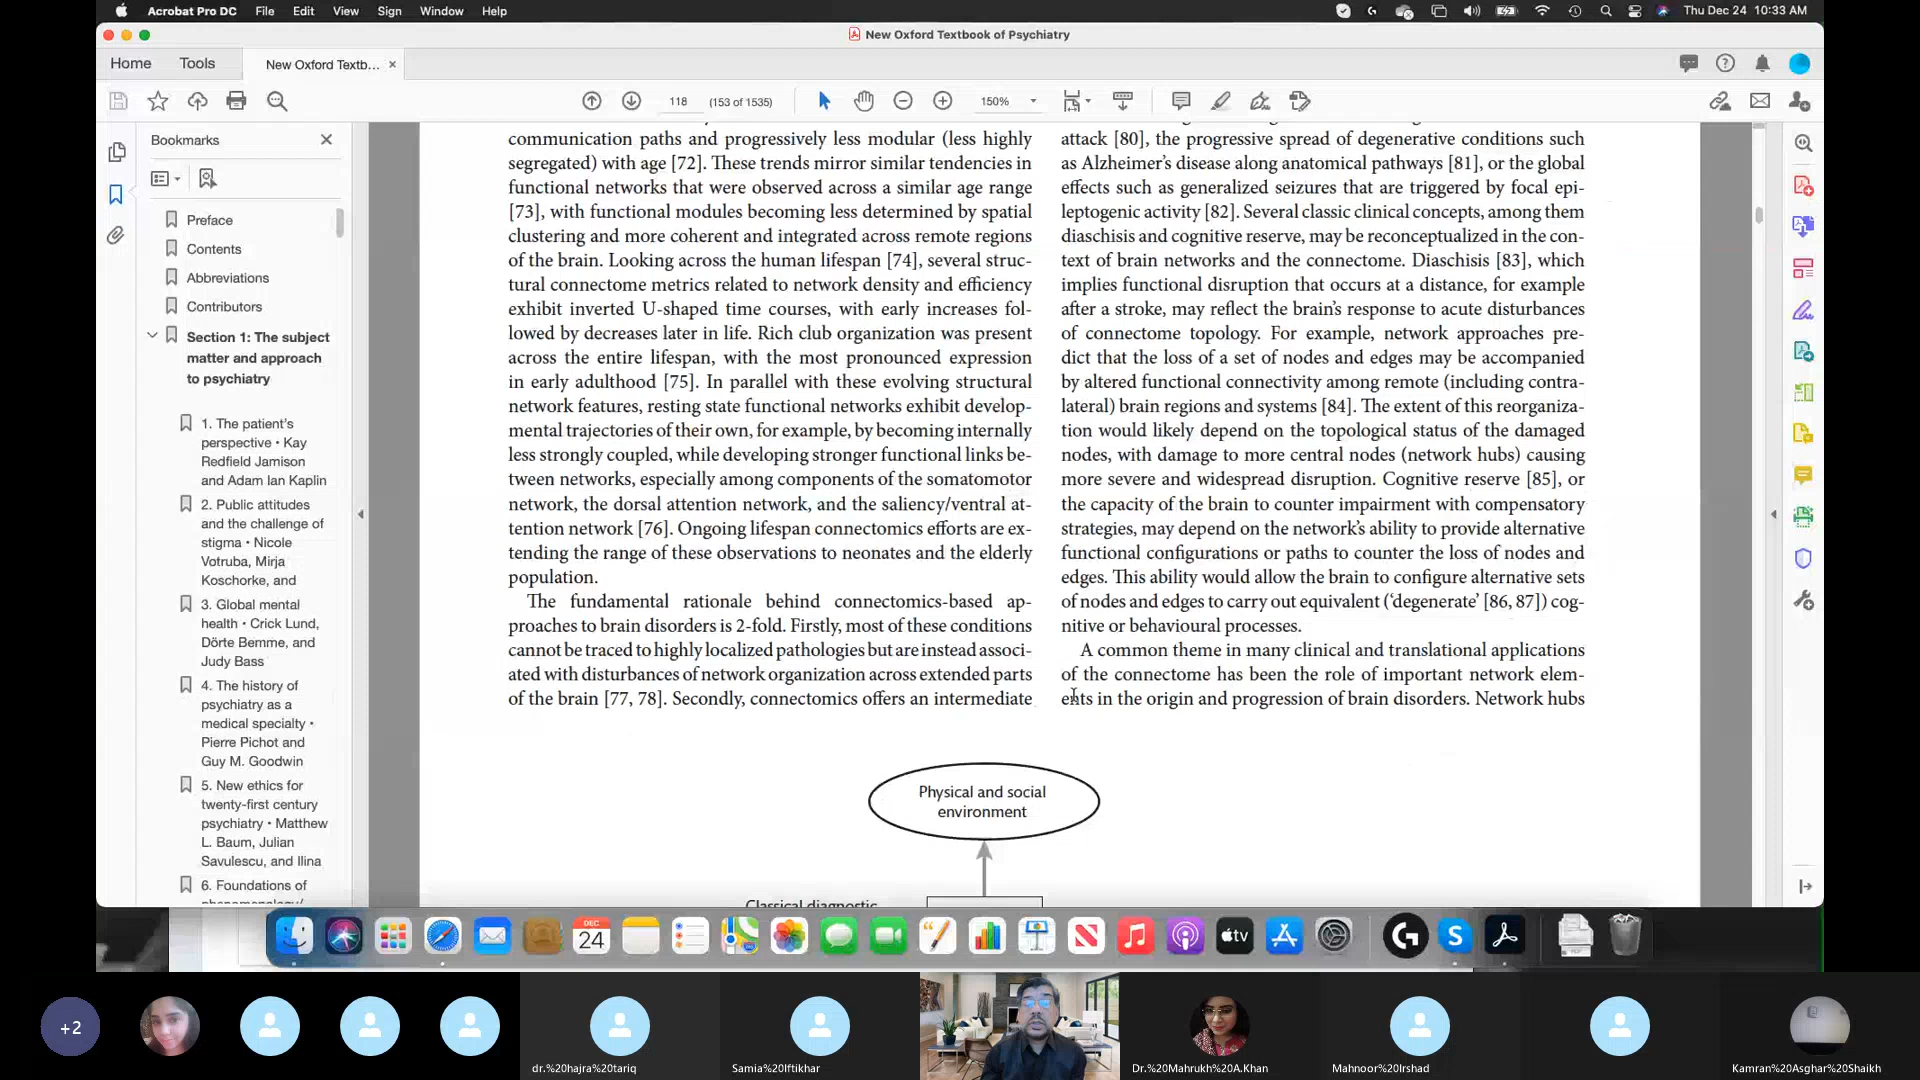 Acrobat Pro DC File Edit View Sign Window Help
Thu Dec 24 10:33 AM
New Oxford Textbook of Psychiatry
Home Tools New Oxford Textb... ×
118 (153 of 1535) 150%
Bookmarks
Preface
Contents
Abbreviations
Contributors
Section 1: The subject
matter and approach
to psychiatry
1. The patient's
perspective • Kay
Redfield Jamison
and Adam Ian Kaplin
2. Public attitudes
and the challenge of
stigma • Nicole
Votruba, Mirja
Koschorke, and
3. Global mental
health • Crick Lund,
Dörte Bemme, and
Judy Bass
4. The history of
psychiatry as a
medical specialty •
Pierre Pichot and
Guy M. Goodwin
5. New ethics for
twenty-first century
psychiatry • Matthew
L. Baum, Julian
Savulescu, and Ilina
6. Foundations of
communication paths and progressively less modular (less highly
segregated) with age [72]. These trends mirror similar tendencies in
functional networks that were observed across a similar age range
[73], with functional modules becoming less determined by spatial
clustering and more coherent and integrated across remote regions
of the brain. Looking across the human lifespan [74], several struc-
tural connectome metrics related to network density and efficiency
exhibit inverted U-shaped time courses, with early increases fol-
lowed by decreases later in life. Rich club organization was present
across the entire lifespan, with the most pronounced expression
in early adulthood [75]. In parallel with these evolving structural
network features, resting state functional networks exhibit develop-
mental trajectories of their own, for example, by becoming internally
less strongly coupled, while developing stronger functional links be-
tween networks, especially among components of the somatomotor
network, the dorsal attention network, and the saliency/ventral at-
tention network [76]. Ongoing lifespan connectomics efforts are ex-
tending the range of these observations to neonates and the elderly
population.
The fundamental rationale behind connectomics-based ap-
proaches to brain disorders is 2-fold. Firstly, most of these conditions
cannot be traced to highly localized pathologies but are instead associ-
ated with disturbances of network organization across extended parts
of the brain [77, 78]. Secondly, connectomics offers an intermediate
attack [80], the progressive spread of degenerative conditions such
as Alzheimer's disease along anatomical pathways [81], or the global
effects such as generalized seizures that are triggered by focal epi-
leptogenic activity [82]. Several classic clinical concepts, among them
diaschisis and cognitive reserve, may be reconceptualized in the con-
text of brain networks and the connectome. Diaschisis [83], which
implies functional disruption that occurs at a distance, for example
after a stroke, may reflect the brain's response to acute disturbances
of connectome topology. For example, network approaches pre-
dict that the loss of a set of nodes and edges may be accompanied
by altered functional connectivity among remote (including contra-
lateral) brain regions and systems [84]. The extent of this reorganiza-
tion would likely depend on the topological status of the damaged
nodes, with damage to more central nodes (network hubs) causing
more severe and widespread disruption. Cognitive reserve [85], or
the capacity of the brain to counter impairment with compensatory
strategies, may depend on the network's ability to provide alternative
functional configurations or paths to counter the loss of nodes and
edges. This ability would allow the brain to configure alternative sets
of nodes and edges to carry out equivalent ('degenerate' [86, 87]) cog-
nitive or behavioural processes.
A common theme in many clinical and translational applications
of the connectome has been the role of important network elem-
ents in the origin and progression of brain disorders. Network hubs
Physical and social
environment
Classical diagnostic
DEC
24
tv
+2
dr.%20hajra%20tariq
Samia%20Iftikhar
Dr.%20Mahrukh%20A.Khan
Mahnoor%20Irshad
Kamran%20Asghar%20Shaikh